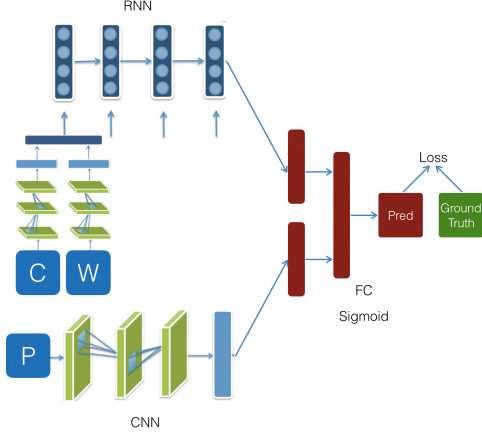 RNN
C
W
P
CNN
FC
Sigmoid
Pred
Loss
Ground
Truth